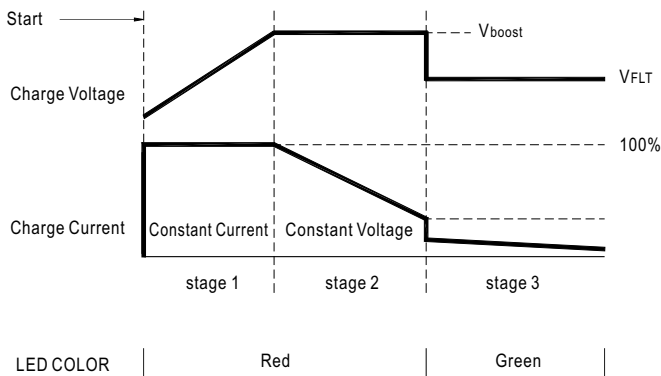 Start
Vboost
Charge Voltage
VFLT
100%
Charge Current
Constant Current
Constant Voltage
stage 1
stage 2
stage 3
LED COLOR
Red
Green